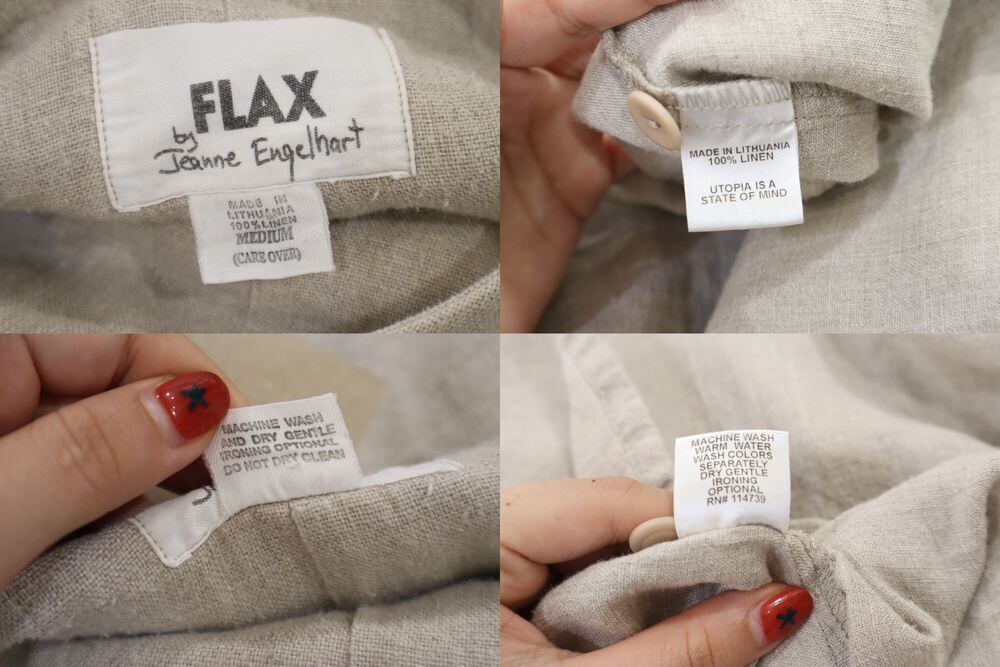 FLAX
by
Jeanne Engelhart
MADE IN
LITHUANIA
100% LINEN
MEDIUM
(CARE OVER)
MADE IN LITHUANIA
100% LINEN
UTOPIA IS A
STATE OF MIND
MACHINE WASH
AND DRY GENTLE
IRONING OPTIONAL
DO NOT DRY CLEAN
MACHINE WASH
WARM WATER
WASH COLORS
SEPARATELY
DRY GENTLE
IRONING
OPTIONAL
RN# 114739